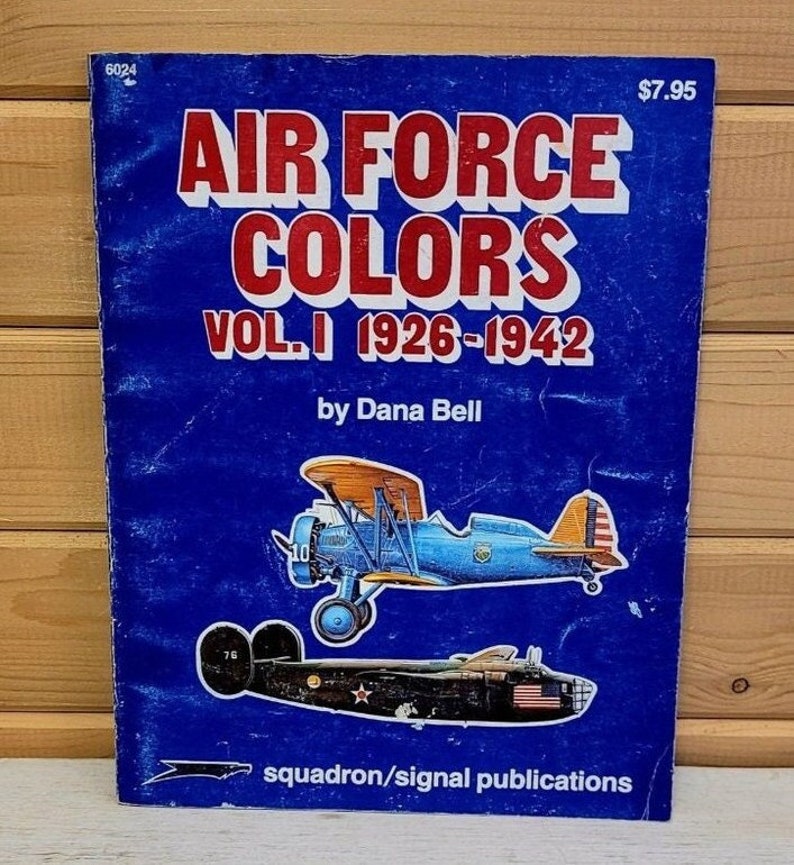 6024
$7.95
AIR FORCE
COLORS
VOL. I 1926-1942
by Dana Bell
10
76
squadron/signal publications